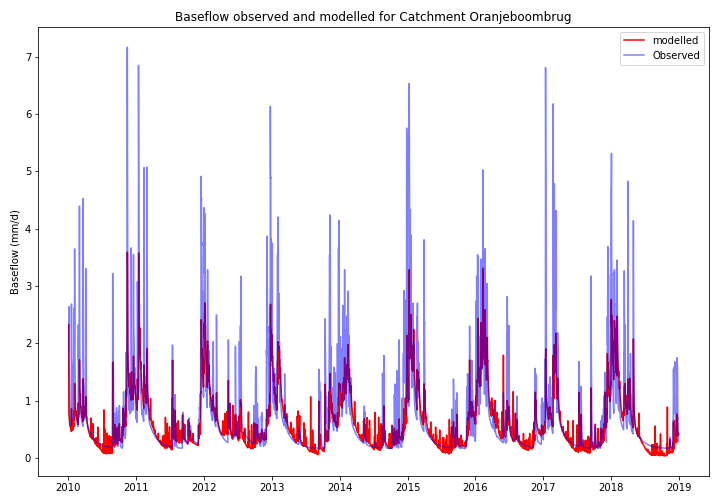 Baseflow observed and modelled for Catchment Oranjeboombrug
modelled
Observed
Baseflow (mm/d)
7
6
5
4
3
2
1
0
2010 2011 2012 2013 2014 2015 2016 2017 2018 2019